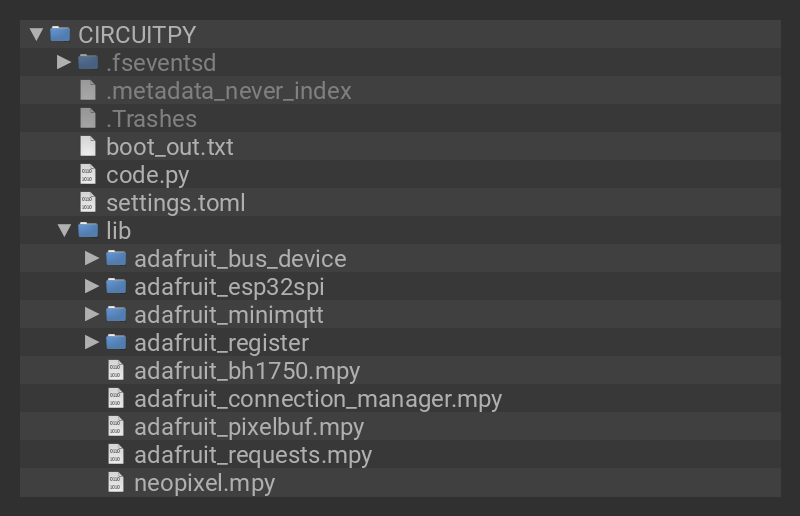 CIRCUITPY
.fseventsd
.metadata_never_index
.Trashes
boot_out.txt
code.py
settings.toml
lib
adafruit_bus_device
adafruit_esp32spi
adafruit_minimqtt
adafruit_register
adafruit_bh1750.mpy
adafruit_connection_manager.mpy
adafruit_pixelbuf.mpy
adafruit_requests.mpy
neopixel.mpy